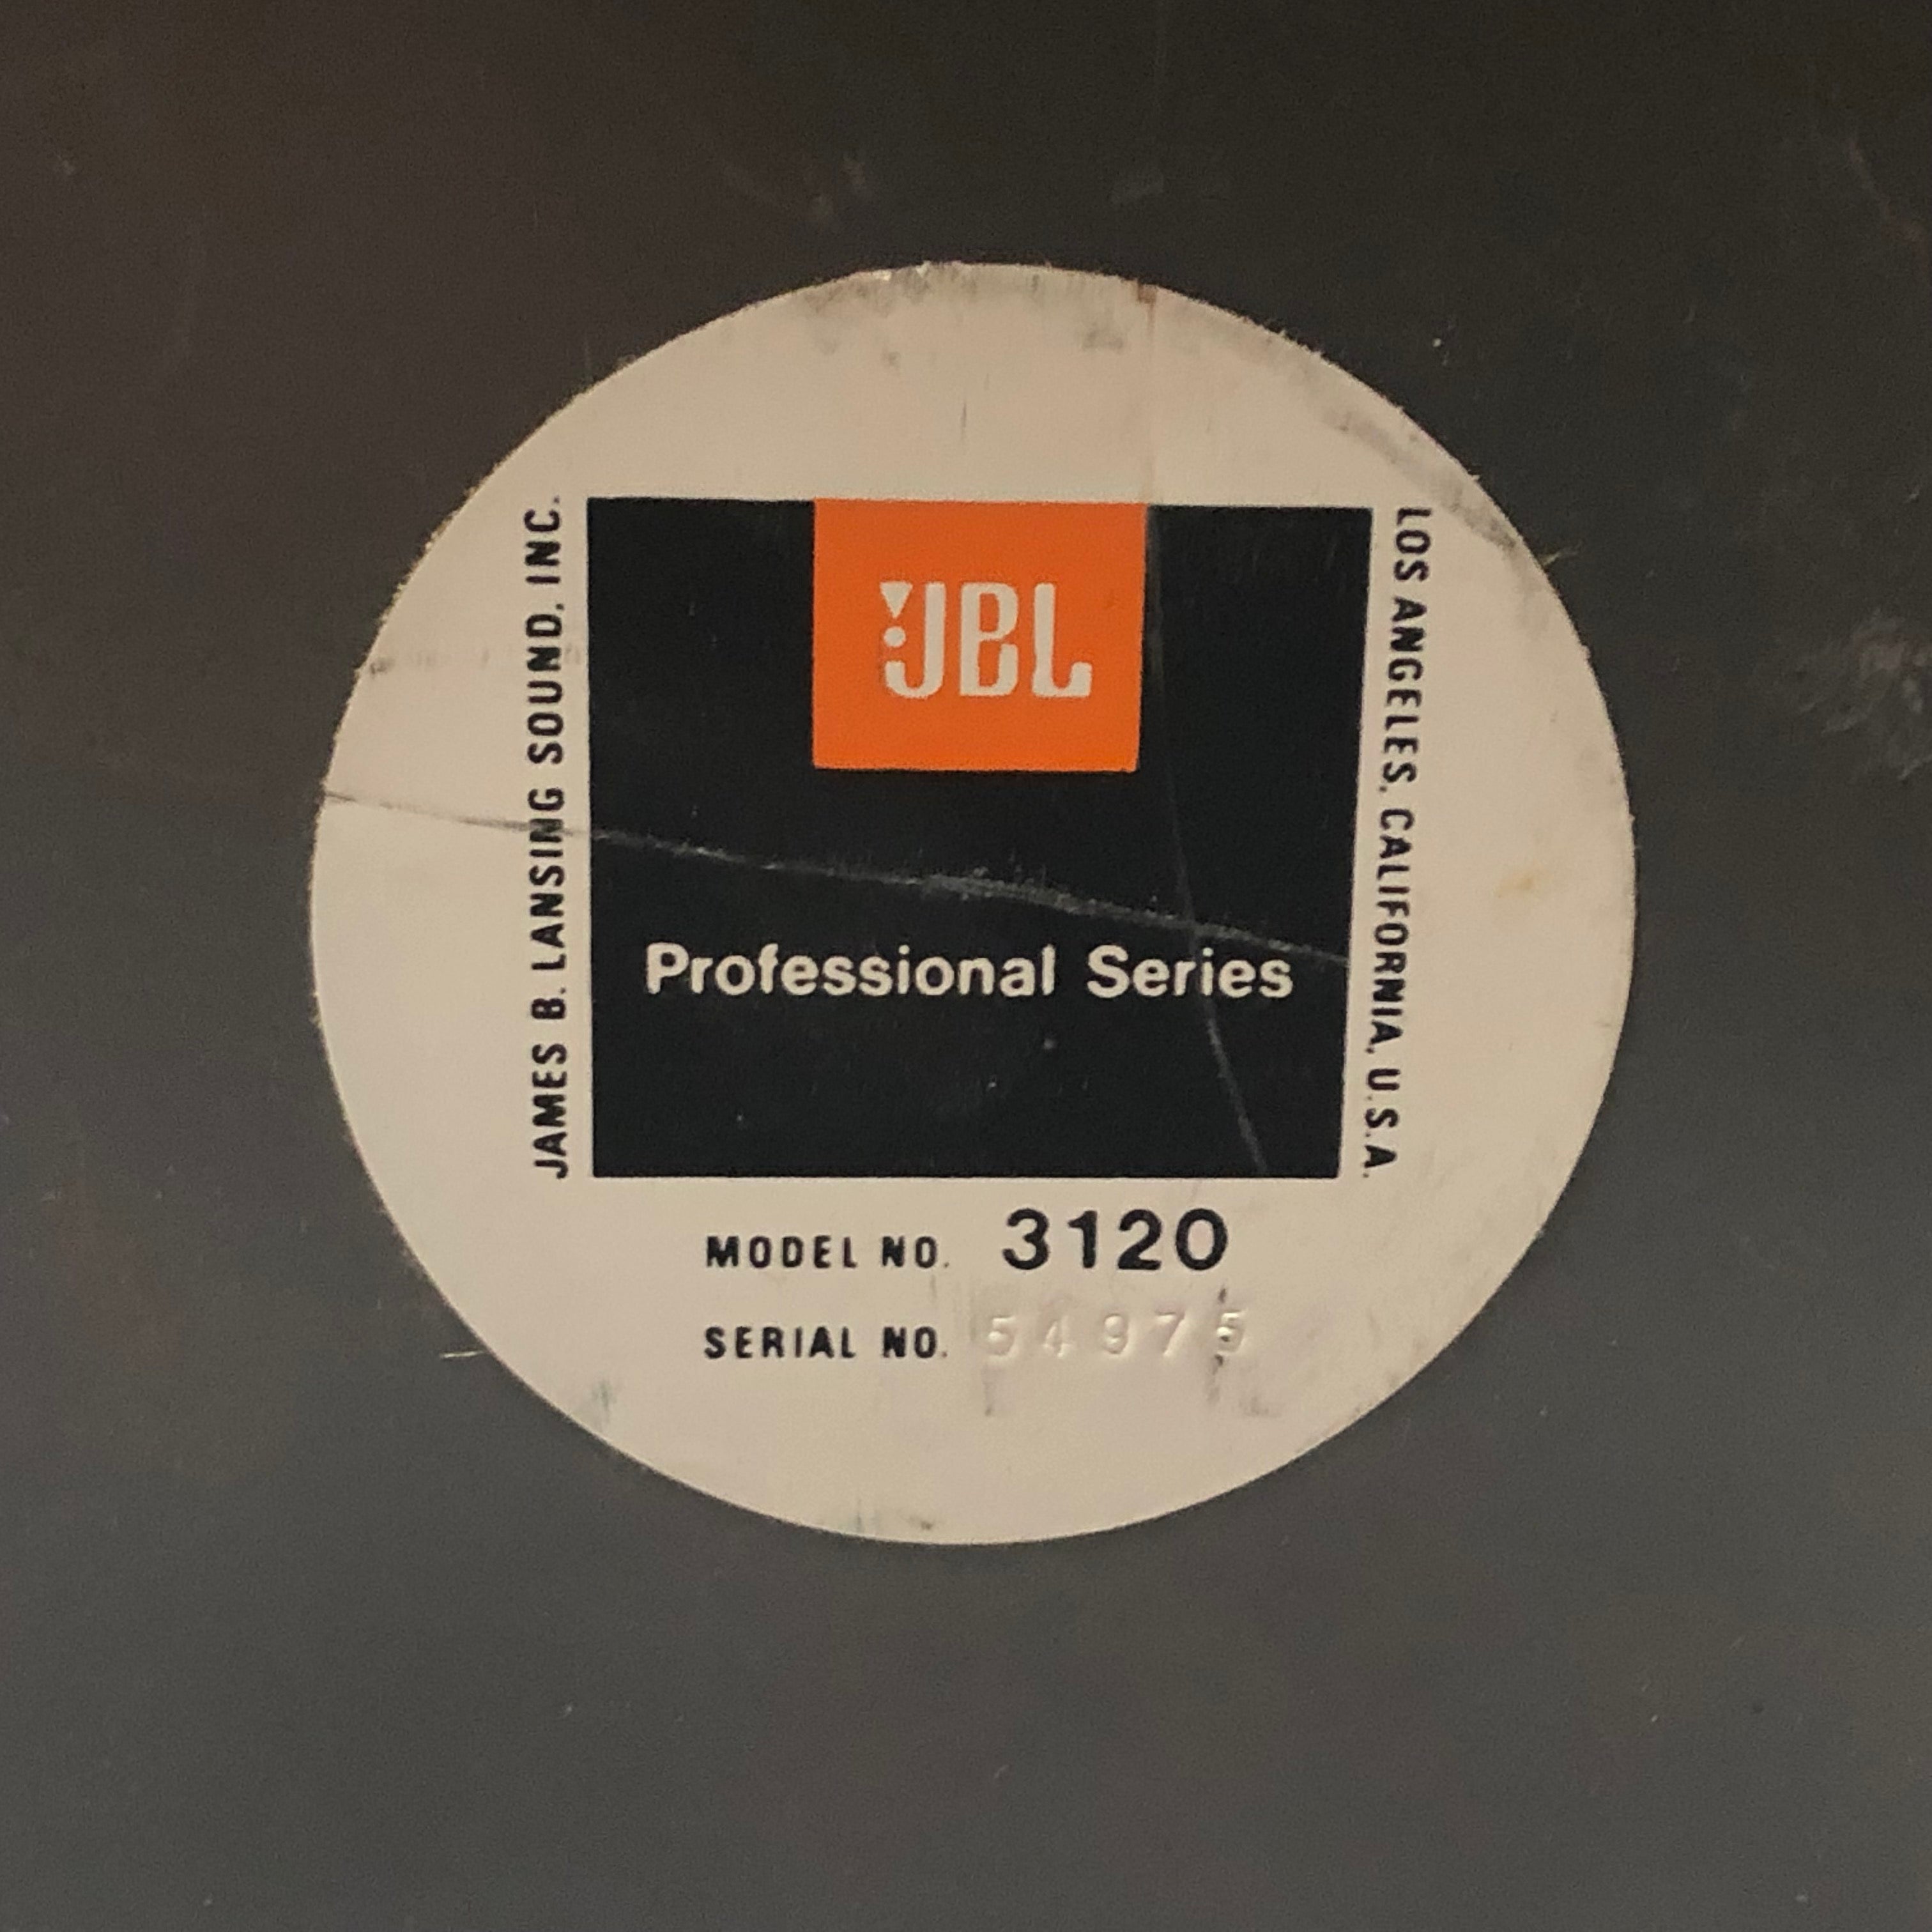 JBL
Professional Series
JAMES B. LANSING SOUND, INC.
LOS ANGELES, CALIFORNIA, U.S.A.
MODEL NO. 3120
SERIAL NO. 54975